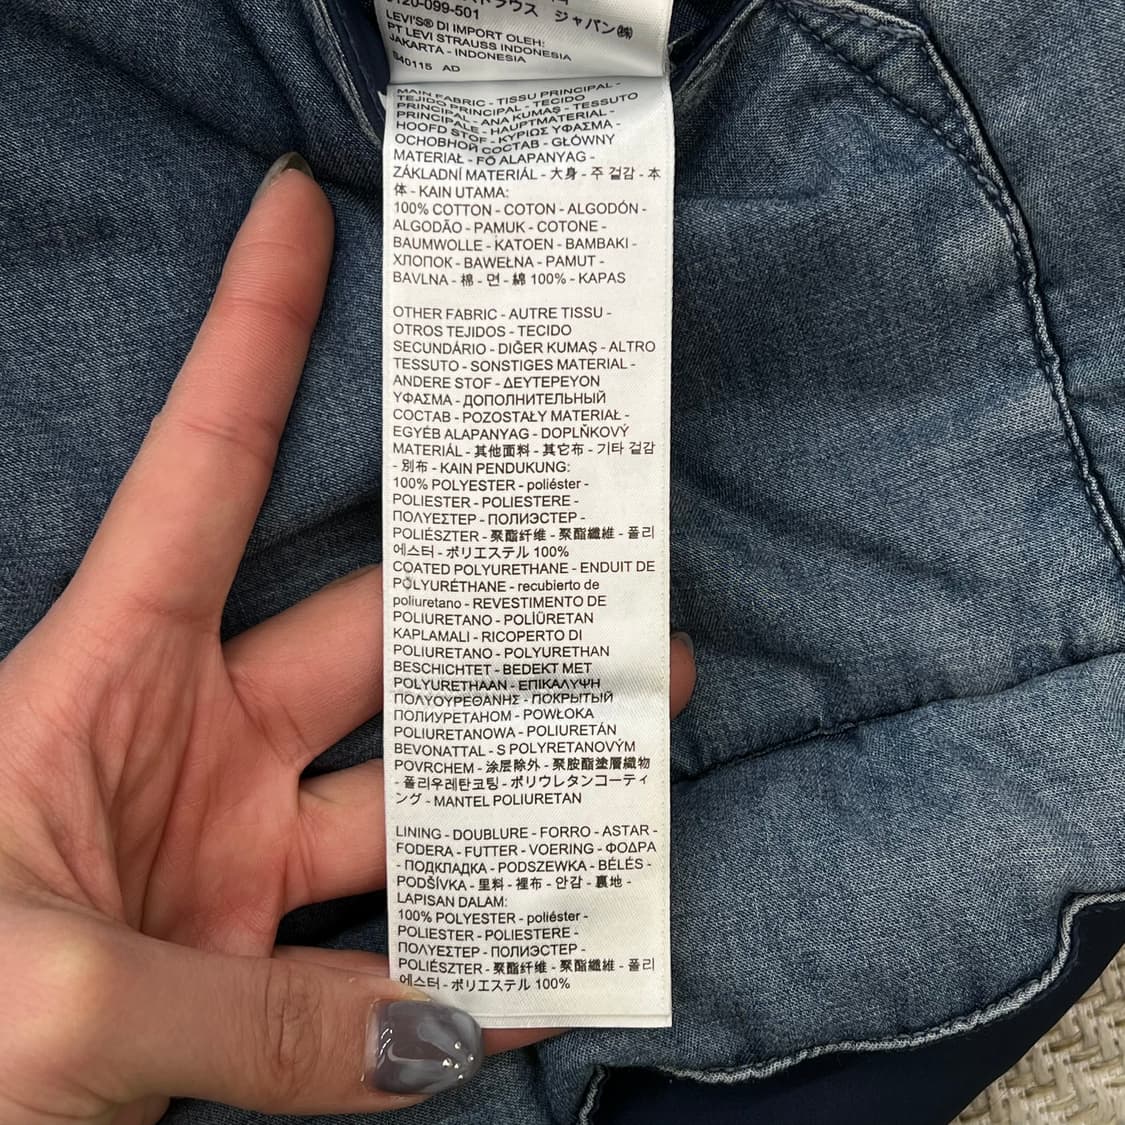 0120-099-501
LEVI'S® DI IMPORT OLEH:
PT LEVI STRAUSS INDONESIA
JAKARTA - INDONESIA
S40115 AD
MAIN FABRIC - TISSU PRINCIPAL -
TEJIDO PRINCIPAL - TECIDO
PRINCIPAL - ANA KUMAŞ - TESSUTO
PRINCIPALE - HAUPTMATERIAL -
HOOFD STOF - ΚΥΡΙΩΣ ΥΦΑΣΜΑ -
ОСНОВНОЙ СОСТАВ - GŁÓWNY
MATERIAŁ - FŐ ALAPANYAG -
ZÁKLADNÍ MATERIÁL - 大身 - 주 겉감 - 本
体 - KAIN UTAMA:
100% COTTON - COTON - ALGODÓN -
ALGODÃO - PAMUK - COTONE -
BAUMWOLLE - KATOEN - BAMBAKI -
ХЛОПОК - BAWEŁNA - PAMUT -
BAVLNA - 棉 - 면 - 綿 100% - KAPAS
OTHER FABRIC - AUTRE TISSU -
OTROS TEJIDOS - TECIDO
SECUNDÁRIO - DIĞER KUMAŞ - ALTRO
TESSUTO - SONSTIGES MATERIAL -
ANDERE STOF - ΔΕΥΤΕΡΕΥΟΝ
ΥΦΑΣΜΑ - ДОПОЛНИТЕЛЬНЫЙ
СОСТАВ - POZOSTAŁY MATERIAŁ -
EGYÉB ALAPANYAG - DOPLŇKOVÝ
MATERIÁL - 其他面料 - 其它布 - 기타 겉감
- 別布 - KAIN PENDUKUNG:
100% POLYESTER - poliéster -
POLIESTER - POLIESTERE -
ΠΟΛΥΕΣΤΕΡ - ПОЛИЭСТЕР -
POLIÉSZTER - 聚酯纤维 - 聚酯纖維 - 폴리
에스터 - ポリエステル 100%
COATED POLYURETHANE - ENDUIT DE
POLYURÉTHANE - recubierto de
poliuretano - REVESTIMENTO DE
POLIURETANO - POLİÜRETAN
KAPLAMALI - RICOPERTO DI
POLIURETANO - POLYURETHAN
BESCHICHTET - BEDEKT MET
POLYURETHAAN - ΕΠΙΚΑΛΥΨΗ
ΠΟΛΥΟΥΡΕΘΑΝΗΣ - ПОКРЫТЫЙ
ПОЛИУРЕТАНОМ - POWŁOKA
POLIURETANOWA - POLIURETÁN
BEVONATTAL - S POLYRETANOVÝM
POVRCHEM - 涂层除外 - 聚胺酯塗層織物
- 폴리우레탄코팅 - ポリウレタンコーティ
ング - MANTEL POLIURETAN
LINING - DOUBLURE - FORRO - ASTAR -
FODERA - FUTTER - VOERING - ΦΟΔΡΑ
- ПОДКЛАДКА - PODSZEWKA - BÉLÉS -
PODŠÍVKA - 里料 - 裡布 - 안감 - 裏地 -
LAPISAN DALAM:
100% POLYESTER - poliéster -
POLIESTER - POLIESTERE -
ΠΟΛΥΕΣΤΕΡ - ПОЛИЭСТЕР -
POLIÉSZTER - 聚酯纤维 - 聚酯纖維 - 폴리
에스터 - ポリエステル 100%